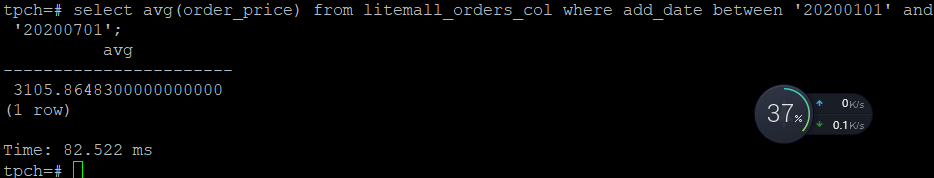 tpch=# select avg(order_price) from litemall_orders_col where add_date between '20200101' and
'20200701';
avg
-----------------------
3105.8648300000000000
(1 row)
Time: 82.522 ms
tpch=#
37%
0K/s
0.1K/s